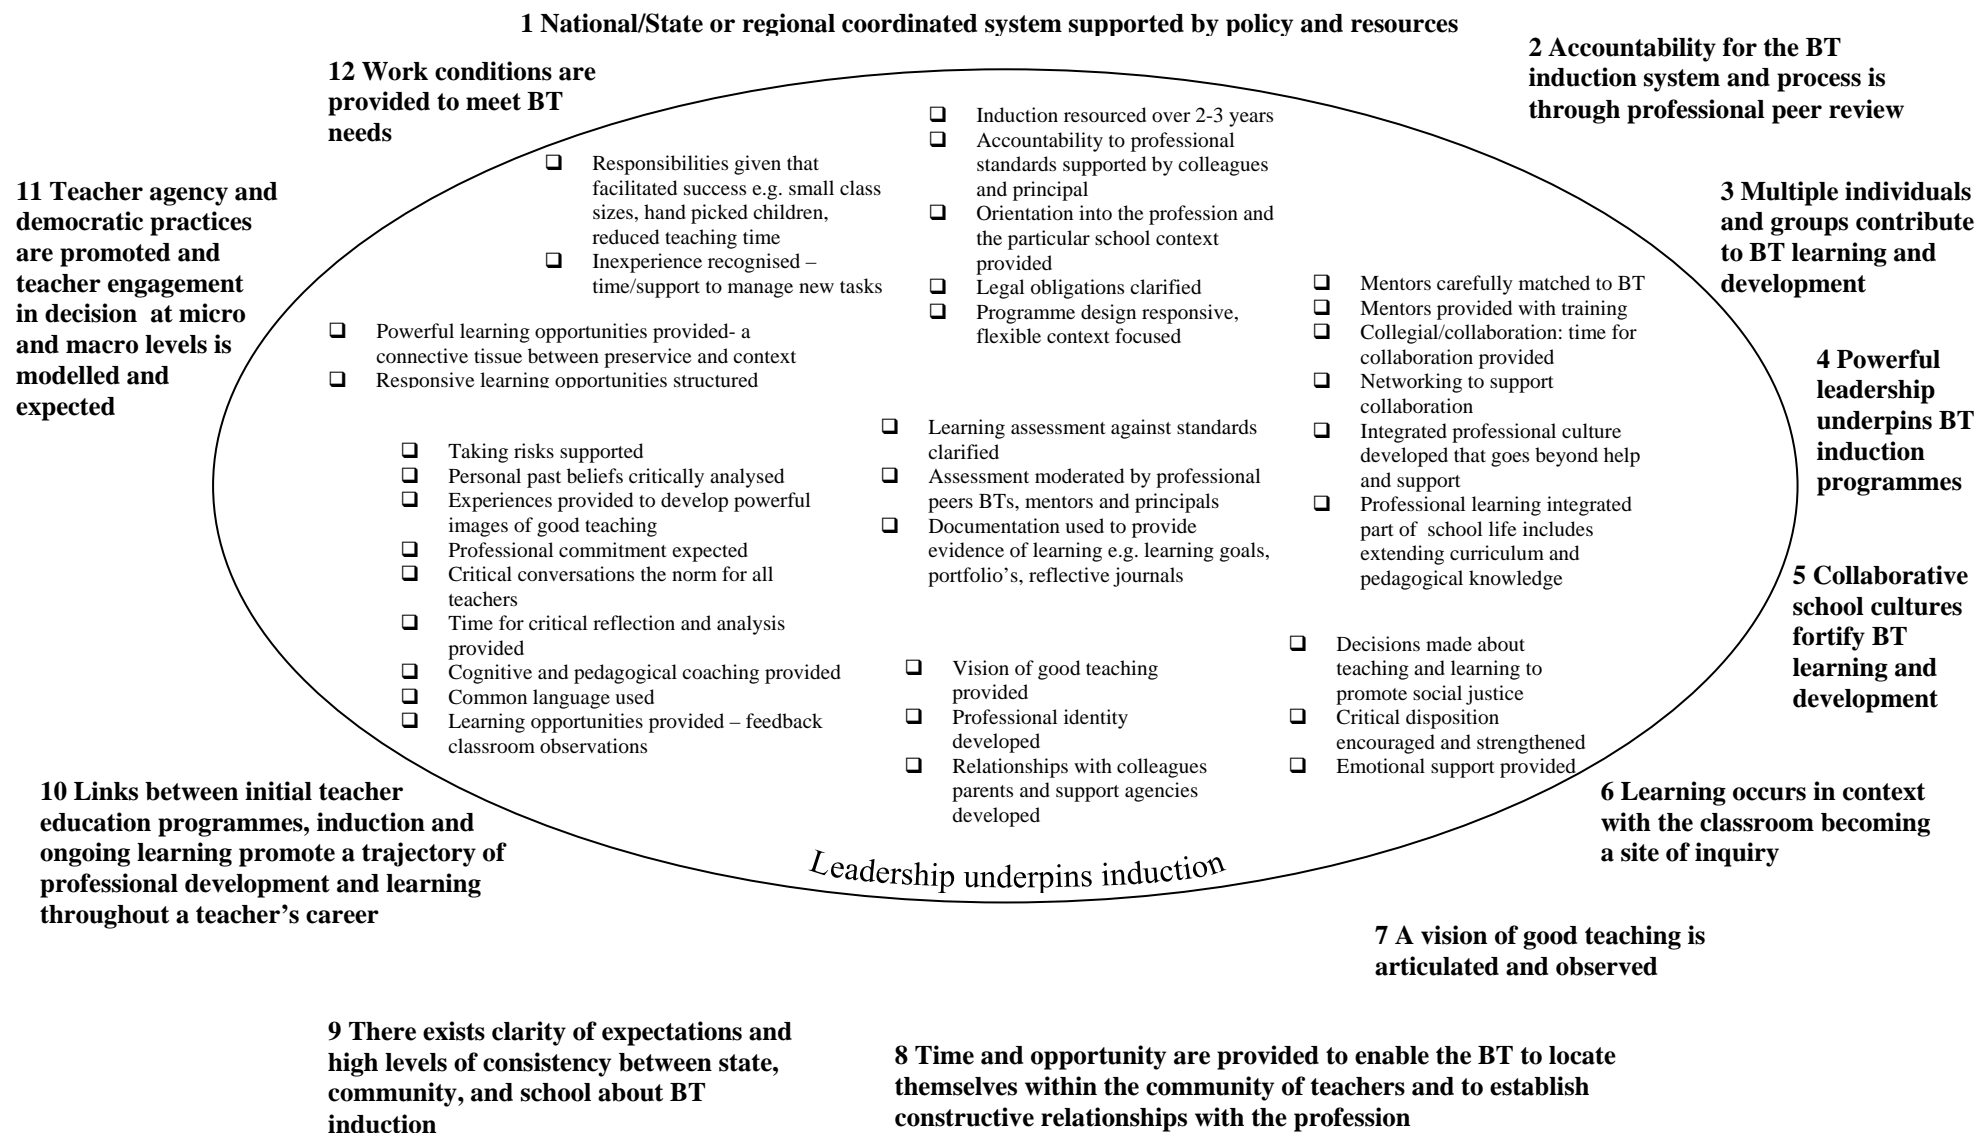 1 National/State or regional coordinated system supported by policy and resources
2 Accountability for the BT
induction system and process is
through professional peer review
3 Multiple individuals
and groups contribute
to BT learning and
development
4 Powerful
leadership
underpins BT
induction
programmes
5 Collaborative
school cultures
fortify BT
learning and
development
6 Learning occurs in context
with the classroom becoming
a site of inquiry
7 A vision of good teaching is
articulated and observed
8 Time and opportunity are provided to enable the BT to locate
themselves within the community of teachers and to establish
constructive relationships with the profession
9 There exists clarity of expectations and
high levels of consistency between state,
community, and school about BT
induction
10 Links between initial teacher
education programmes, induction and
ongoing learning promote a trajectory of
professional development and learning
throughout a teacher’s career
11 Teacher agency and
democratic practices
are promoted and
teacher engagement
in decision at micro
and macro levels is
modelled and
expected
12 Work conditions are
provided to meet BT
needs
❑ Responsibilities given that
facilitated success e.g. small class
sizes, hand picked children,
reduced teaching time
❑ Inexperience recognised –
time/support to manage new tasks
❑ Induction resourced over 2-3 years
❑ Accountability to professional
standards supported by colleagues
and principal
❑ Orientation into the profession and
the particular school context
provided
❑ Legal obligations clarified
❑ Programme design responsive,
flexible context focused
❑ Mentors carefully matched to BT
❑ Mentors provided with training
❑ Collegial/collaboration: time for
collaboration provided
❑ Networking to support
collaboration
❑ Integrated professional culture
developed that goes beyond help
and support
❑ Professional learning integrated
part of school life includes
extending curriculum and
pedagogical knowledge
❑ Powerful learning opportunities provided- a
connective tissue between preservice and context
❑ Responsive learning opportunities structured
❑ Taking risks supported
❑ Personal past beliefs critically analysed
❑ Experiences provided to develop powerful
images of good teaching
❑ Professional commitment expected
❑ Critical conversations the norm for all
teachers
❑ Time for critical reflection and analysis
provided
❑ Cognitive and pedagogical coaching provided
❑ Common language used
❑ Learning opportunities provided – feedback
classroom observations
❑ Learning assessment against standards
clarified
❑ Assessment moderated by professional
peers BTs, mentors and principals
❑ Documentation used to provide
evidence of learning e.g. learning goals,
portfolio’s, reflective journals
❑ Vision of good teaching
provided
❑ Professional identity
developed
❑ Relationships with colleagues
parents and support agencies
developed
❑ Decisions made about
teaching and learning to
promote social justice
❑ Critical disposition
encouraged and strengthened
❑ Emotional support provided
Leadership underpins induction